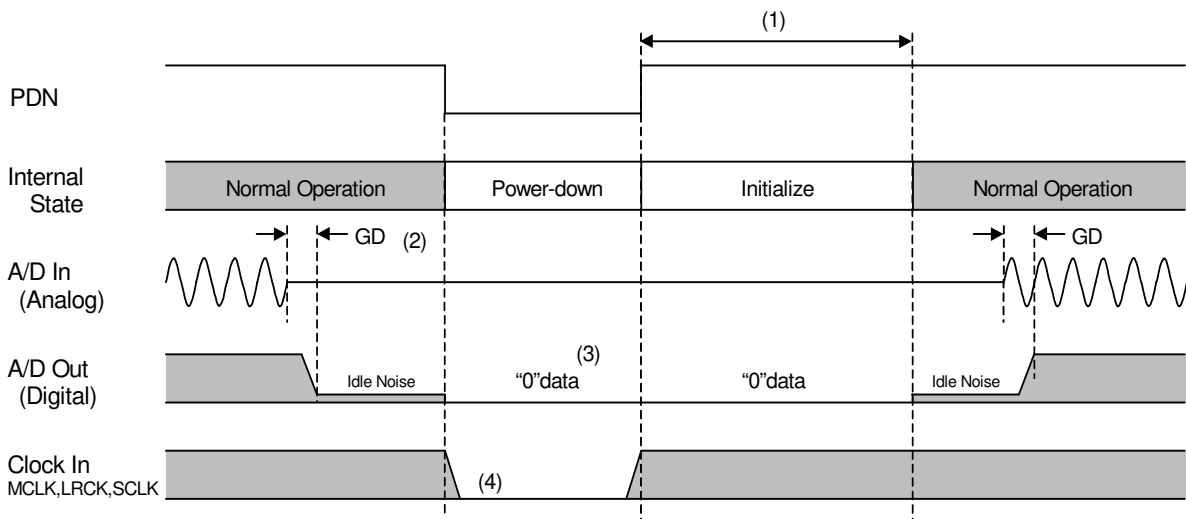 (1)
PDN
Internal
State
Normal Operation
Power-down
Initialize
Normal Operation
GD
(2)
GD
A/D In
(Analog)
A/D Out
(Digital)
Idle Noise
(3)
“0”data
“0”data
Idle Noise
Clock In
MCLK,LRCK,SCLK
(4)